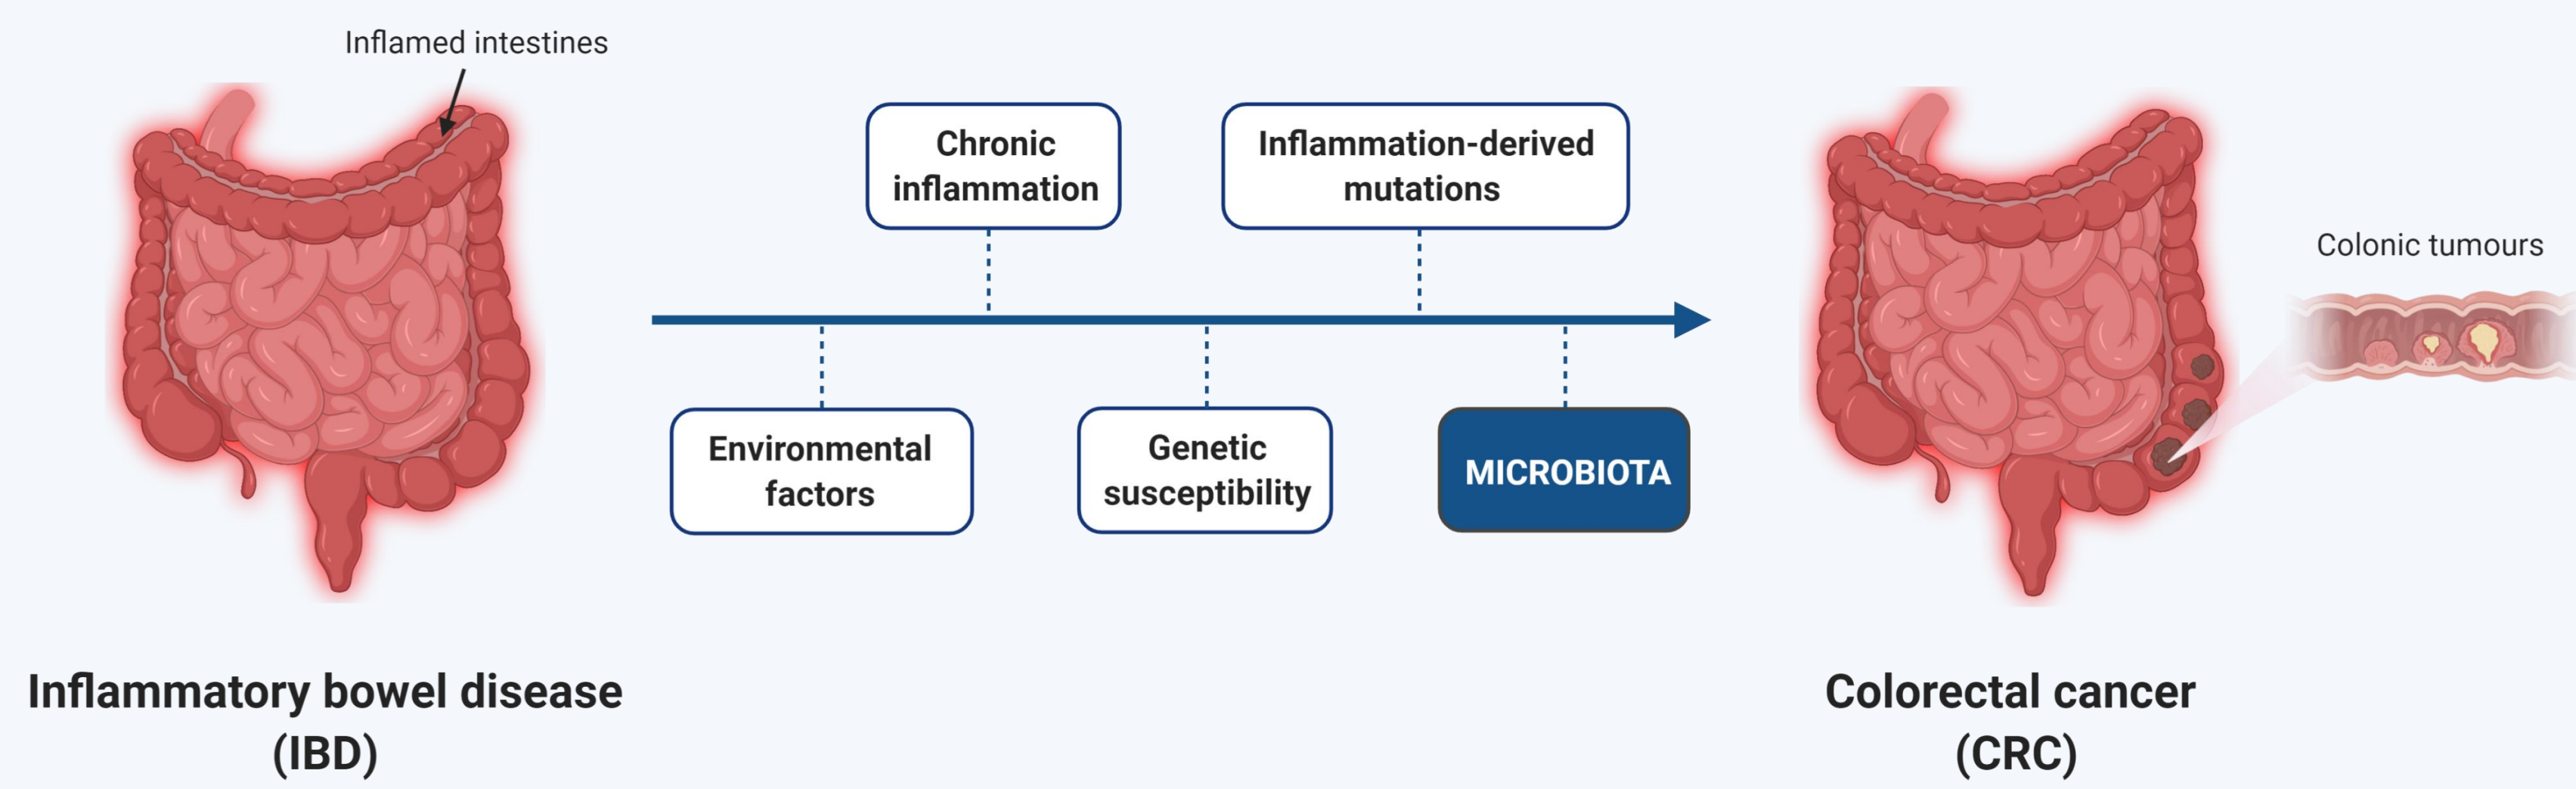 Inflamed intestines
Chronic
inflammation
Inflammation-derived
mutations
Environmental
factors
Genetic
susceptibility
MICROBIOTA
Colonic tumours
Inflammatory bowel disease
(IBD)
Colorectal cancer
(CRC)